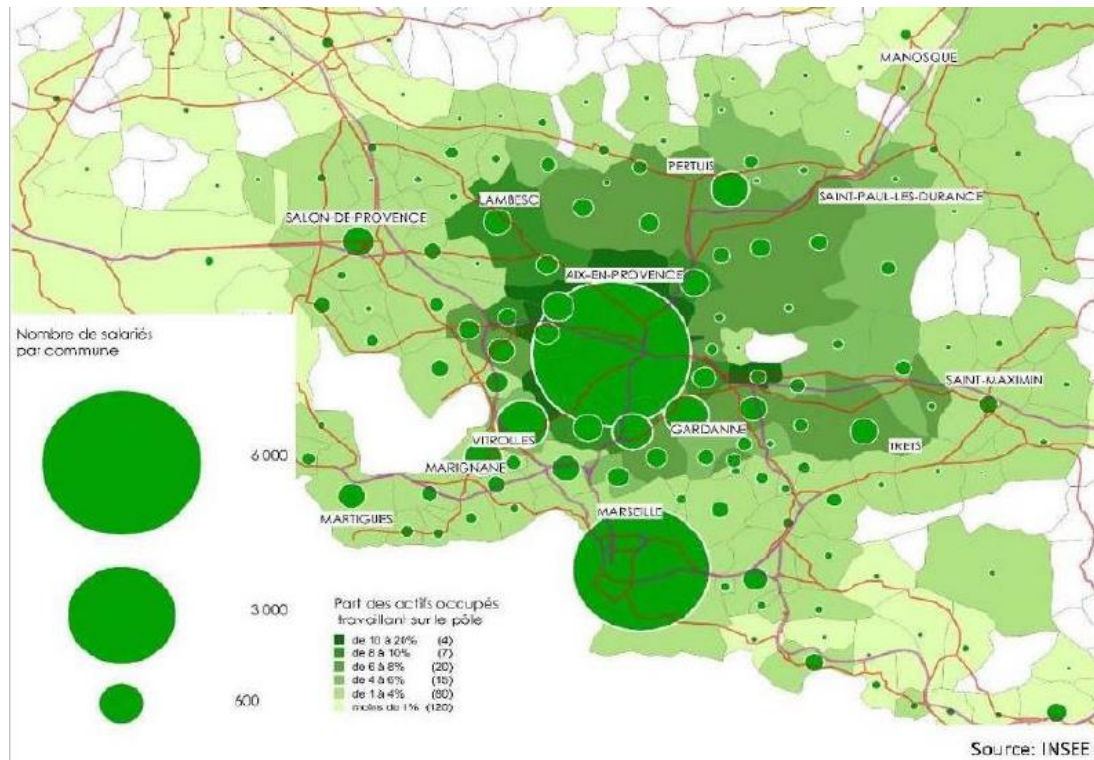 MANOSQUE
PERTUIS
SAINT-PAUL-LES-DURANCE
LAMBESC
SALON-DE-PROVENCE
AIX-EN-PROVENCE
Nombre de salariés
par commune
SAINT-MAXIMIN
GARDANNE
VITROLLES
TRETS
6 000
MARIGNANE
MARTIGUES
MARSEILLE
3 000
Part des actifs occupés
travaillant sur le pôle
de 10 à 20% (4)
de 8 à 10% (7)
de 6 à 8% (20)
de 4 à 6% (15)
de 1 à 4% (80)
moins de 1% (120)
600
Source: INSEE